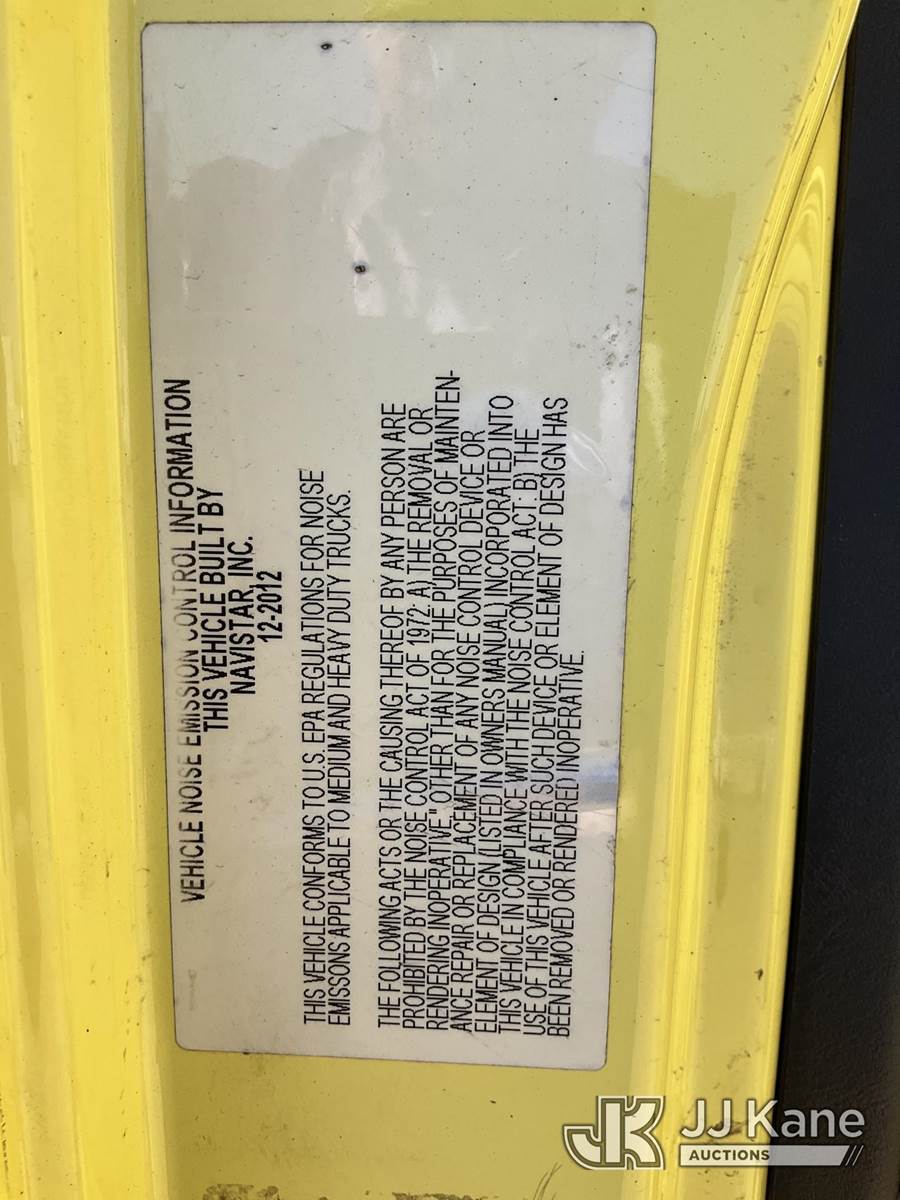 VEHICLE NOISE EMISSION CONTROL INFORMATION
THIS VEHICLE BUILT BY
NAVISTAR, INC.
12-2012
THIS VEHICLE CONFORMS TO U.S. EPA REGULATIONS FOR NOISE
EMISSONS APPLICABLE TO MEDIUM AND HEAVY DUTY TRUCKS.
THE FOLLOWING ACTS OR THE CAUSING THEREOF BY ANY PERSON ARE
PROHIBITED BY THE NOISE CONTROL ACT OF 1972: A) THE REMOVAL OR
RENDERING INOPERATIVE," OTHER THAN FOR THE PURPOSES OF MAINTEN-
ANCE REPAIR OR REPLACEMENT OF ANY NOISE CONTROL DEVICE OR
ELEMENT OF DESIGN (LISTED IN OWNERS MANUAL) INCORPORATED INTO
THIS VEHICLE IN COMPLIANCE WITH THE NOISE CONTROL ACT: B) THE
USE OF THIS VEHICLE AFTER SUCH DEVICE OR ELEMENT OF DESIGN HAS
BEEN REMOVED OR RENDERED INOPERATIVE.
JK JJ Kane
AUCTIONS